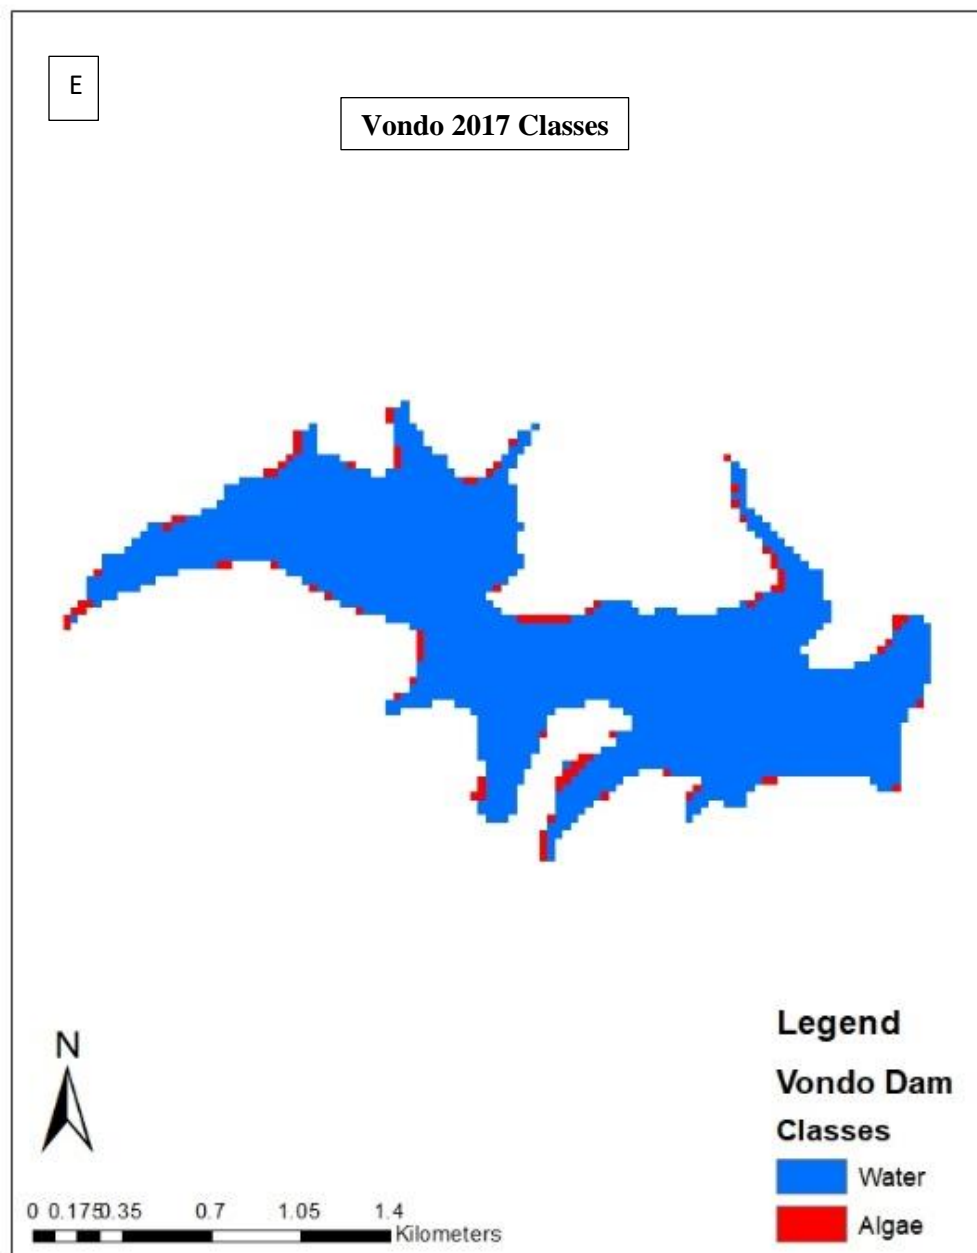 E
Vondo 2017 Classes
N
Legend
Vondo Dam
Classes
Water
Algae
0 0.175 0.35 0.7 1.05 1.4
Kilometers